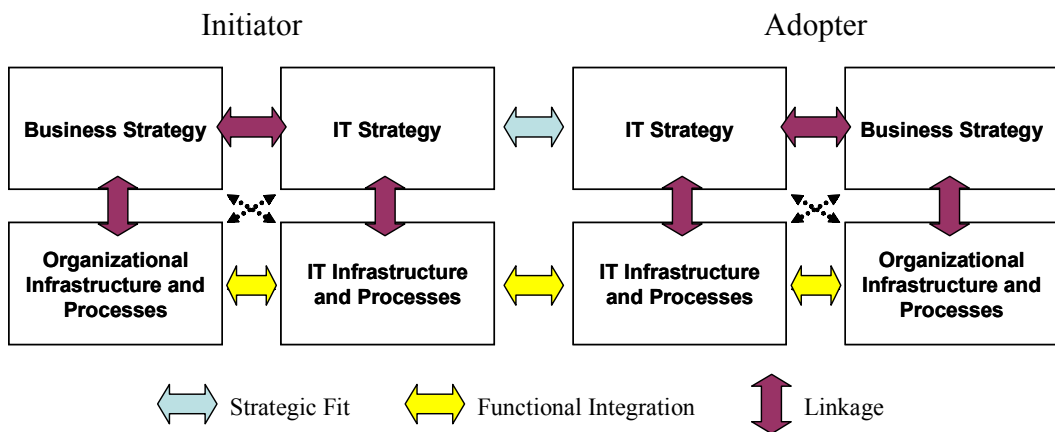 Initiator
Adopter
Business Strategy
IT Strategy
IT Strategy
Business Strategy
Organizational
Infrastructure and
Processes
IT Infrastructure
and Processes
IT Infrastructure
and Processes
Organizational
Infrastructure and
Processes
Strategic Fit
Functional Integration
Linkage